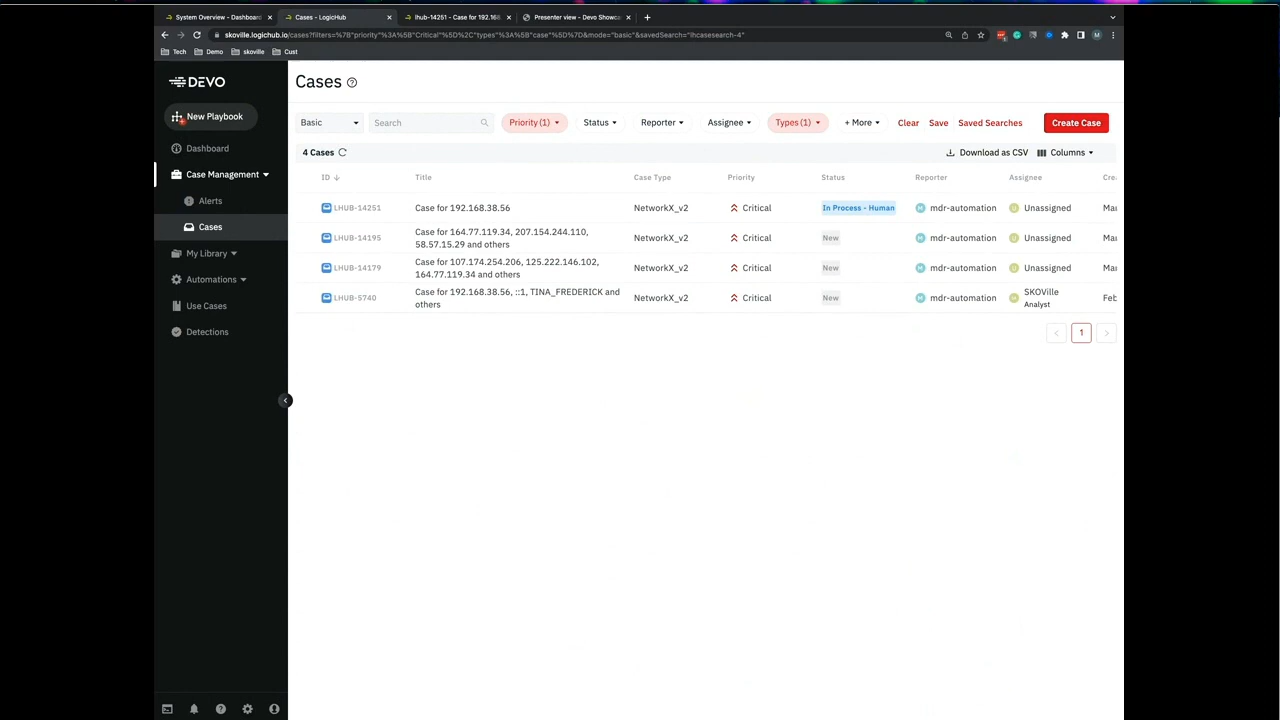 System Overview - Dashboard
Cases - LogicHub
lhub-14251 - Case for 192.168
Presenter view - Devo Showca
skoville.logichub.io/cases?filters=%7B"priority"%3A%5B"Critical"%5D%2C"types"%3A%5B"case"%5D%7D&mode="basic"&savedSearch="lhcasesearch-4"
Tech
Demo
skoville
Cust
DEVO
New Playbook
Dashboard
Case Management
Alerts
Cases
My Library
Automations
Use Cases
Detections
Cases
Basic
Search
Priority (1)
Status
Reporter
Assignee
Types (1)
+ More
Clear
Save
Saved Searches
Create Case
4 Cases
Download as CSV
Columns
ID Title Case Type Priority Status Reporter Assignee Cre
LHUB-14251 Case for 192.168.38.56 NetworkX_v2 Critical In Process - Human M mdr-automation U Unassigned Mar
LHUB-14195 Case for 164.77.119.34, 207.154.244.110,
58.57.15.29 and others NetworkX_v2 Critical New M mdr-automation U Unassigned Mar
LHUB-14179 Case for 107.174.254.206, 125.222.146.102,
164.77.119.34 and others NetworkX_v2 Critical New M mdr-automation U Unassigned Mar
LHUB-5740 Case for 192.168.38.56, ::1, TINA_FREDERICK and
others NetworkX_v2 Critical New M mdr-automation SKOVille
Analyst Feb
< 1 >